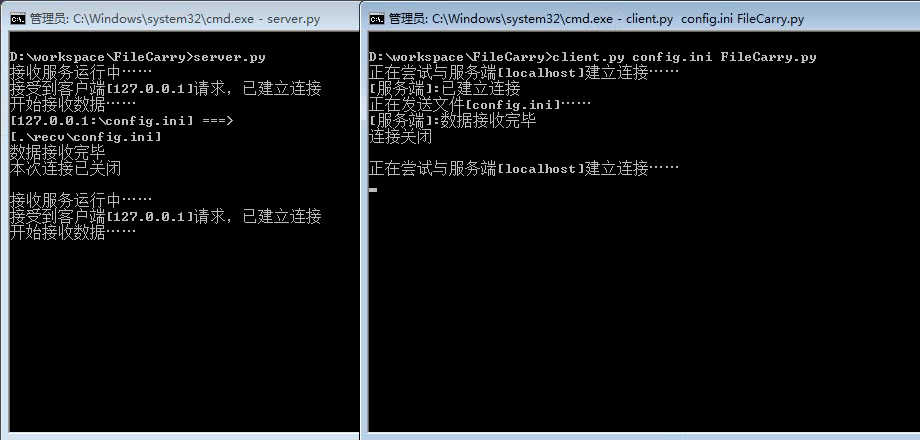 管理员: C:\Windows\system32\cmd.exe - server.py
D:\workspace\FileCarry>server.py
接收服务运行中……
接受到客户端[127.0.0.1]请求，已建立连接
开始接收数据……
[127.0.0.1:\config.ini] ===>
[.\recv\config.ini]
数据接收完毕
本次连接已关闭
接收服务运行中……
接受到客户端[127.0.0.1]请求，已建立连接
开始接收数据……
管理员: C:\Windows\system32\cmd.exe - client.py  config.ini FileCarry.py
D:\workspace\FileCarry>client.py config.ini FileCarry.py
正在尝试与服务端[localhost]建立连接……
[服务端]:已建立连接
正在发送文件[config.ini]……
[服务端]:数据接收完毕
连接关闭
正在尝试与服务端[localhost]建立连接……